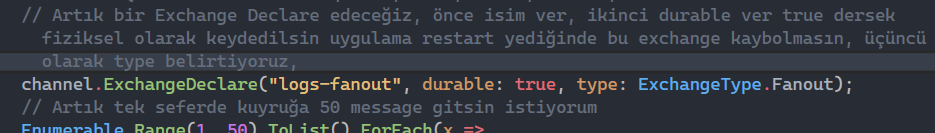 // Artık bir Exchange Declare edeceğiz, önce isim ver, ikinci durable ver true dersek
fiziksel olarak keydedilsin uygulama restart yediğinde bu exchange kaybolmasın, üçüncü
olarak type belirtiyoruz,
channel.ExchangeDeclare("logs-fanout", durable: true, type: ExchangeType.Fanout);
// Artık tek seferde kuyruğa 50 message gitsin istiyorum
Enumerable.Range(1, 50).ToList().ForEach(x =>